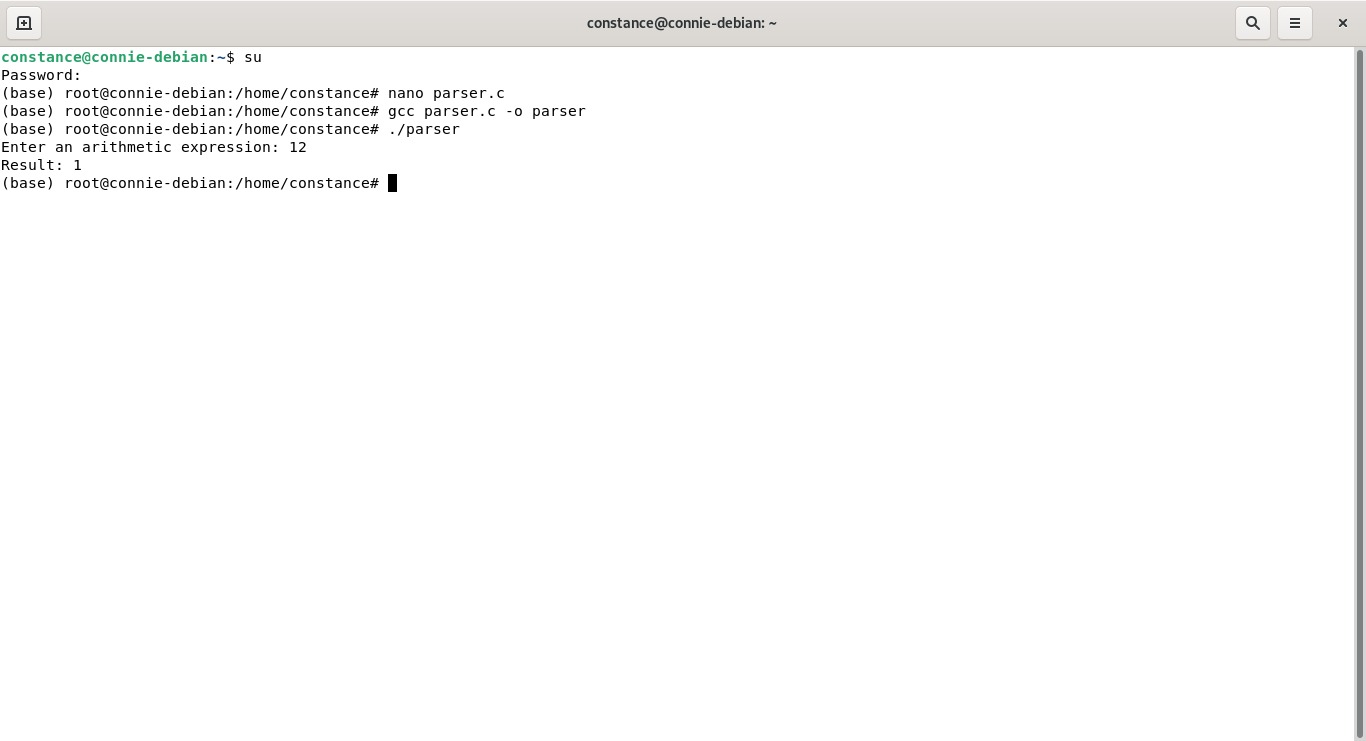 constance@connie-debian: ~
constance@connie-debian:~$ su
Password:
(base) root@connie-debian:/home/constance# nano parser.c
(base) root@connie-debian:/home/constance# gcc parser.c -o parser
(base) root@connie-debian:/home/constance# ./parser
Enter an arithmetic expression: 12
Result: 1
(base) root@connie-debian:/home/constance#